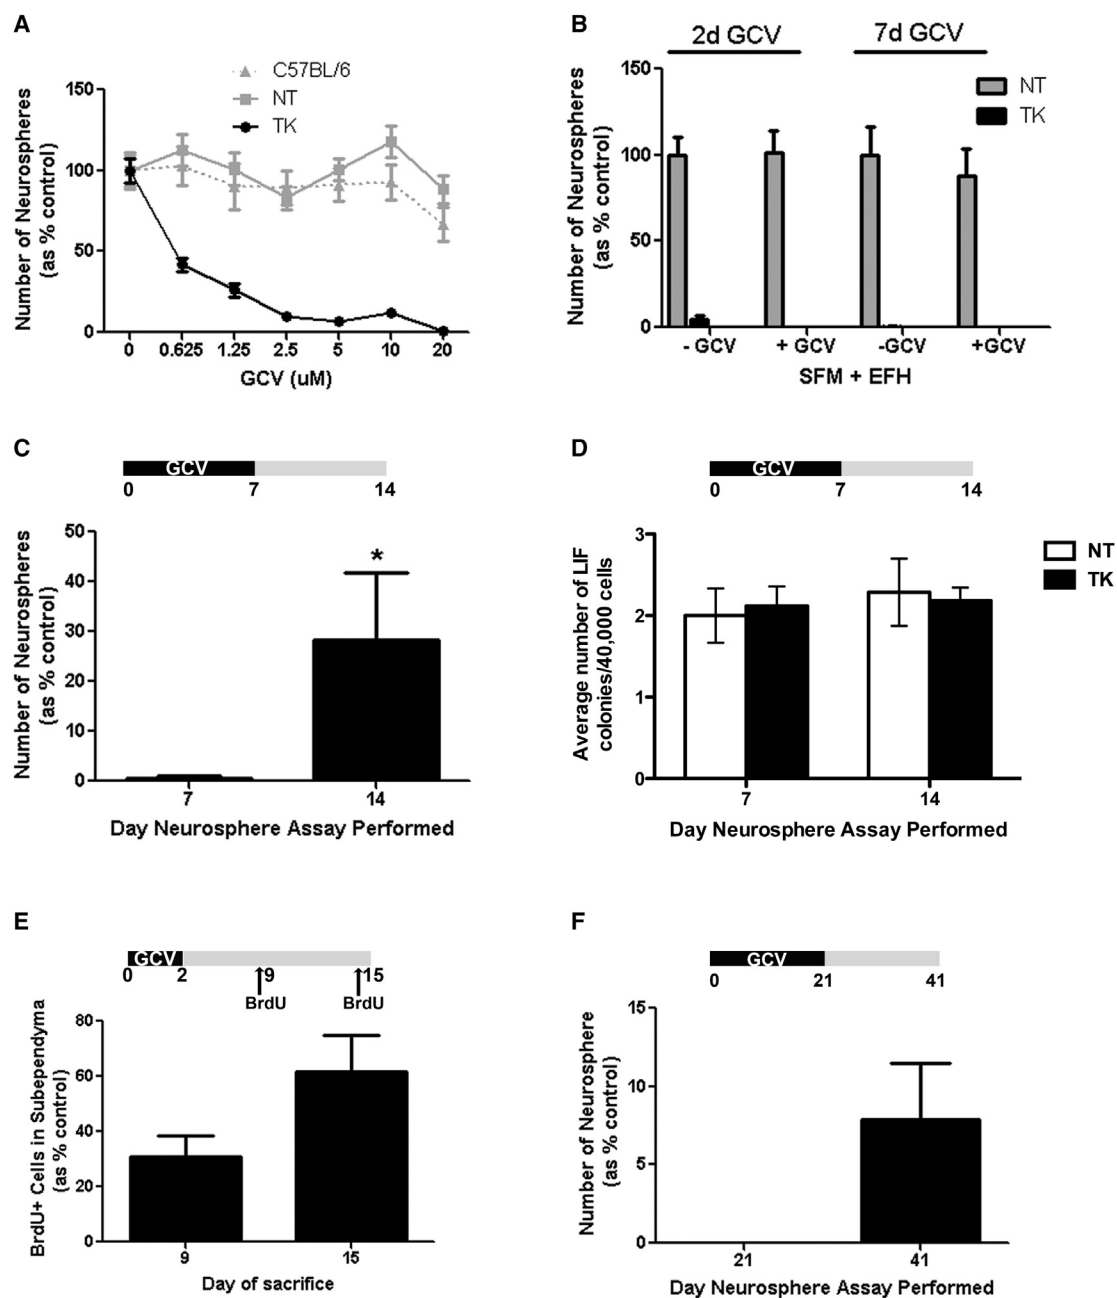 A
C57BL/6
NT
TK
Number of Neurospheres
(as % control)
150
100
50
0
0 0.625 1.25 2.5 5 10 20
GCV (uM)
B
2d GCV 7d GCV
NT
TK
Number of Neurospheres
(as % control)
150
100
50
0
- GCV + GCV -GCV +GCV
SFM + EFH
C
GCV
0 7 14
Number of Neurospheres
(as % control)
50
40
30
20
10
0
*
7 14
Day Neurosphere Assay Performed
D
GCV
0 7 14
NT
TK
Average number of LIF
colonies/40,000 cells
3
2
1
0
7 14
Day Neurosphere Assay Performed
E
GCV
0 2 9 15
BrdU BrdU
BrdU+ Cells in Subependyma
(as % control)
80
60
40
20
0
9 15
Day of sacrifice
F
GCV
0 21 41
Number of Neurosphere
(as % control)
15
10
5
0
21 41
Day Neurosphere Assay Performed